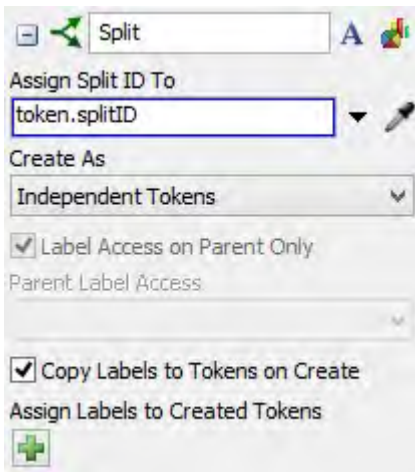 Split A
Assign Split ID To
token.splitID
Create As
Independent Tokens
Label Access on Parent Only
Parent Label Access
Copy Labels to Tokens on Create
Assign Labels to Created Tokens